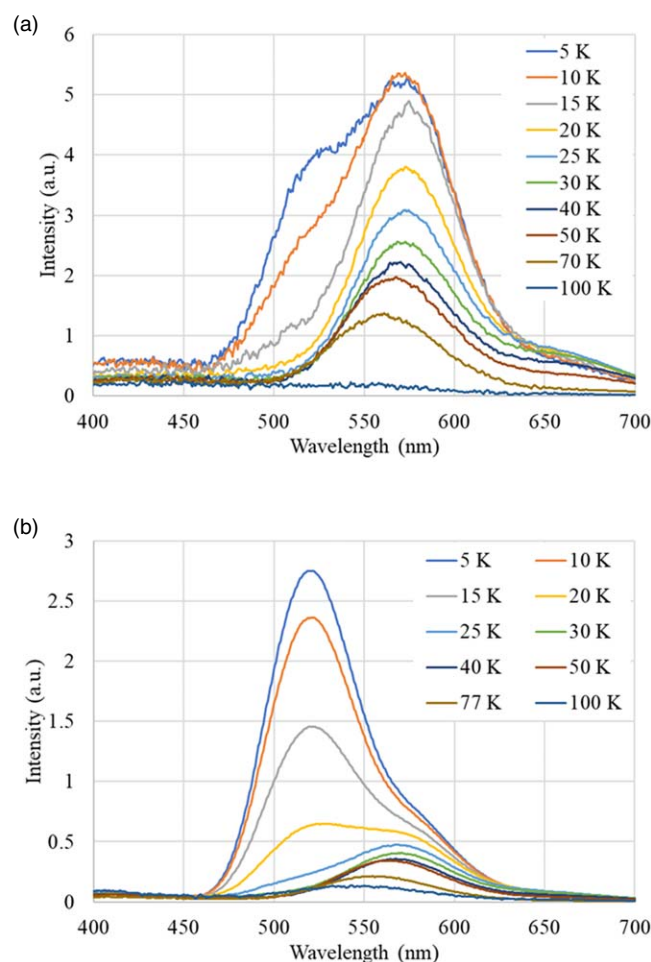 (a)
6
5
4
3
2
1
0
Intensity (a.u.)
5 K
10 K
15 K
20 K
25 K
30 K
40 K
50 K
70 K
100 K
400 450 500 550 600 650 700
Wavelength (nm)
(b)
3
2.5
2
1.5
1
0.5
0
Intensity (a.u.)
5 K 10 K
15 K 20 K
25 K 30 K
40 K 50 K
77 K 100 K
400 450 500 550 600 650 700
Wavelength (nm)